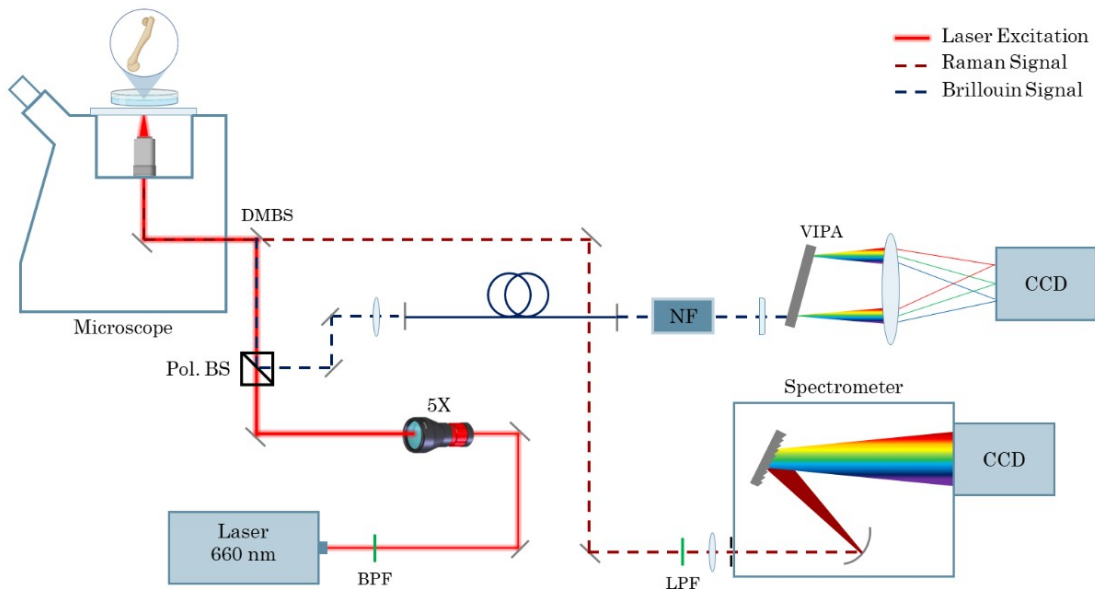 Laser Excitation
Raman Signal
Brillouin Signal
DMBS
VIPA
CCD
Microscope
NF
Pol. BS
5X
Spectrometer
CCD
Laser
660 nm
BPF
LPF